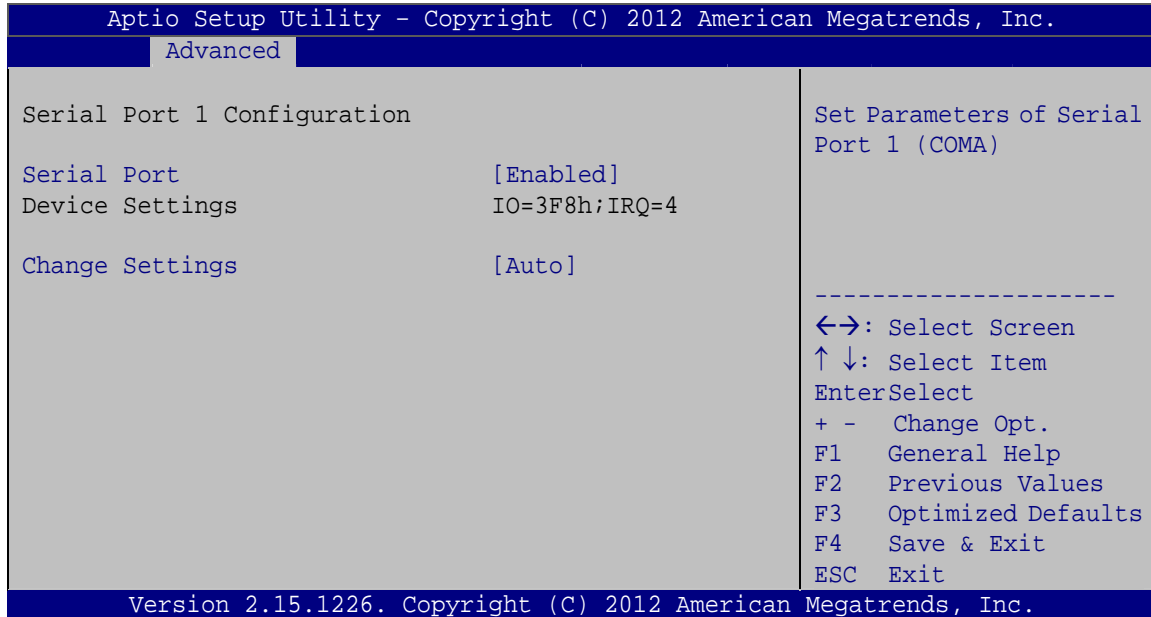 Aptio Setup Utility – Copyright (C) 2012 American Megatrends, Inc.
Advanced
Serial Port 1 Configuration
Serial Port [Enabled]
Device Settings IO=3F8h;IRQ=4
Change Settings [Auto]
Set Parameters of Serial
Port 1 (COMA)
---------------------
←→: Select Screen
↑ ↓: Select Item
EnterSelect
+ - Change Opt.
F1 General Help
F2 Previous Values
F3 Optimized Defaults
F4 Save & Exit
ESC Exit
Version 2.15.1226. Copyright (C) 2012 American Megatrends, Inc.